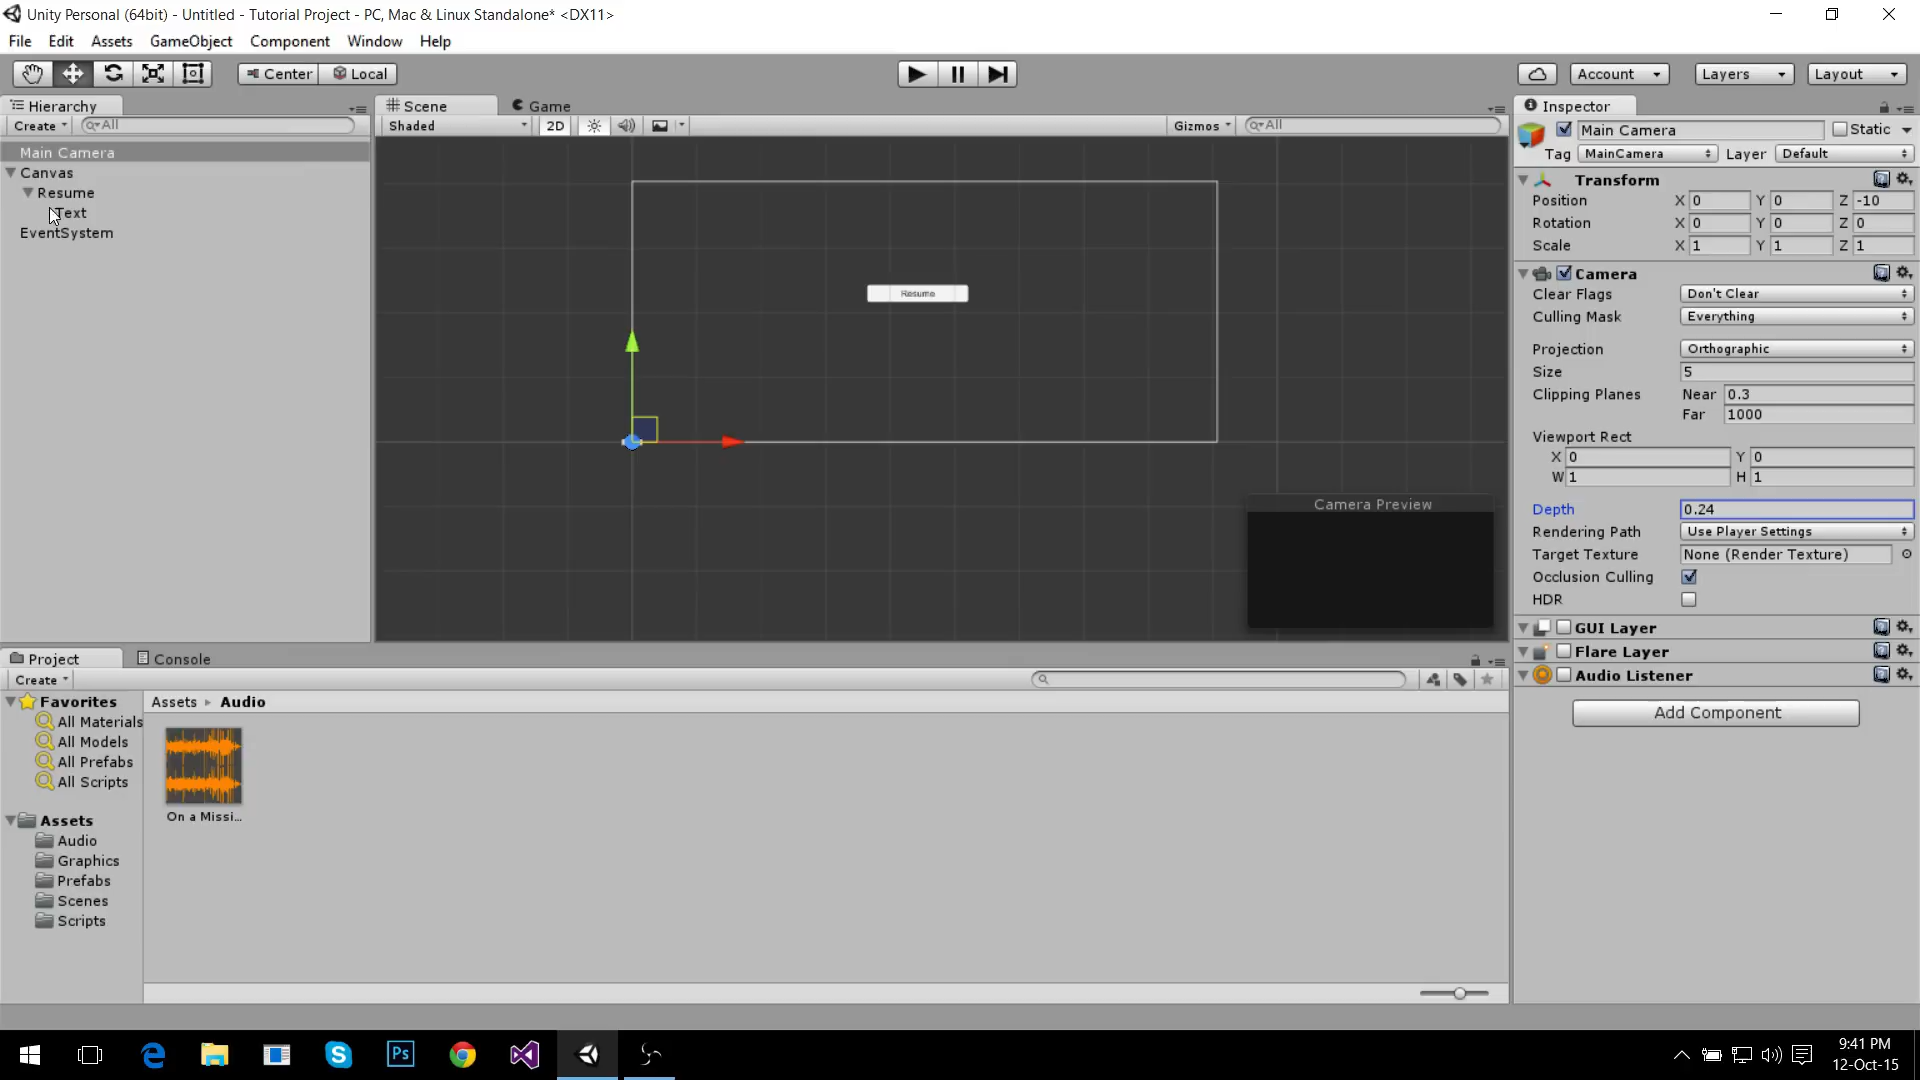 Unity Personal (64bit) - Untitled - Tutorial Project - PC, Mac & Linux Standalone* <DX11>
File Edit Assets GameObject Component Window Help
Center Local
Account Layers Layout
Hierarchy
Create All
Main Camera
Canvas
Resume
Text
EventSystem
Scene Game
Shaded 2D Gizmos All
Resume
Camera Preview
Inspector
Main Camera Static
Tag MainCamera Layer Default
Transform
Position X 0 Y 0 Z -10
Rotation X 0 Y 0 Z 0
Scale X 1 Y 1 Z 1
Camera
Clear Flags Don't Clear
Culling Mask Everything
Projection Orthographic
Size 5
Clipping Planes Near 0.3
Far 1000
Viewport Rect
X 0 Y 0
W 1 H 1
Depth 0.24
Rendering Path Use Player Settings
Target Texture None (Render Texture)
Occlusion Culling
HDR
GUI Layer
Flare Layer
Audio Listener
Add Component
Project Console
Create
Favorites
All Materials
All Models
All Prefabs
All Scripts
Assets
Audio
Graphics
Prefabs
Scenes
Scripts
Assets Audio
On a Missi...
Ps
9:41 PM
12-Oct-15